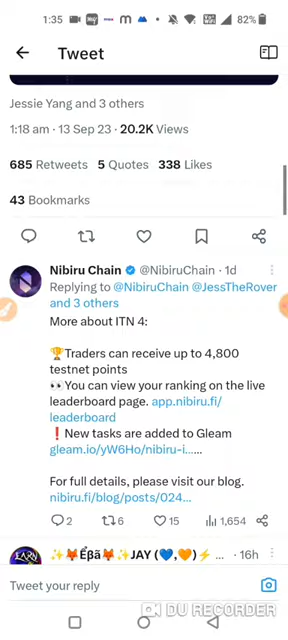 1:35
82%
Tweet
Jessie Yang and 3 others
1:18 am · 13 Sep 23 · 20.2K Views
685 Retweets 5 Quotes 338 Likes
43 Bookmarks
Nibiru Chain @NibiruChain · 1d
Replying to @NibiruChain @JessTheRover
and 3 others
More about ITN 4:
🏆Traders can receive up to 4,800
testnet points
👀You can view your ranking on the live
leaderboard page. app.nibiru.fi/
leaderboard
❗New tasks are added to Gleam
gleam.io/yW6Ho/nibiru-i……
For full details, please visit our blog.
nibiru.fi/blog/posts/024…
2 6 15 1,654
EARN
✨🦊Éβã🦊✨JAY (💙,🧡)⚡ ... · 16h
Tweet your reply
DU RECORDER